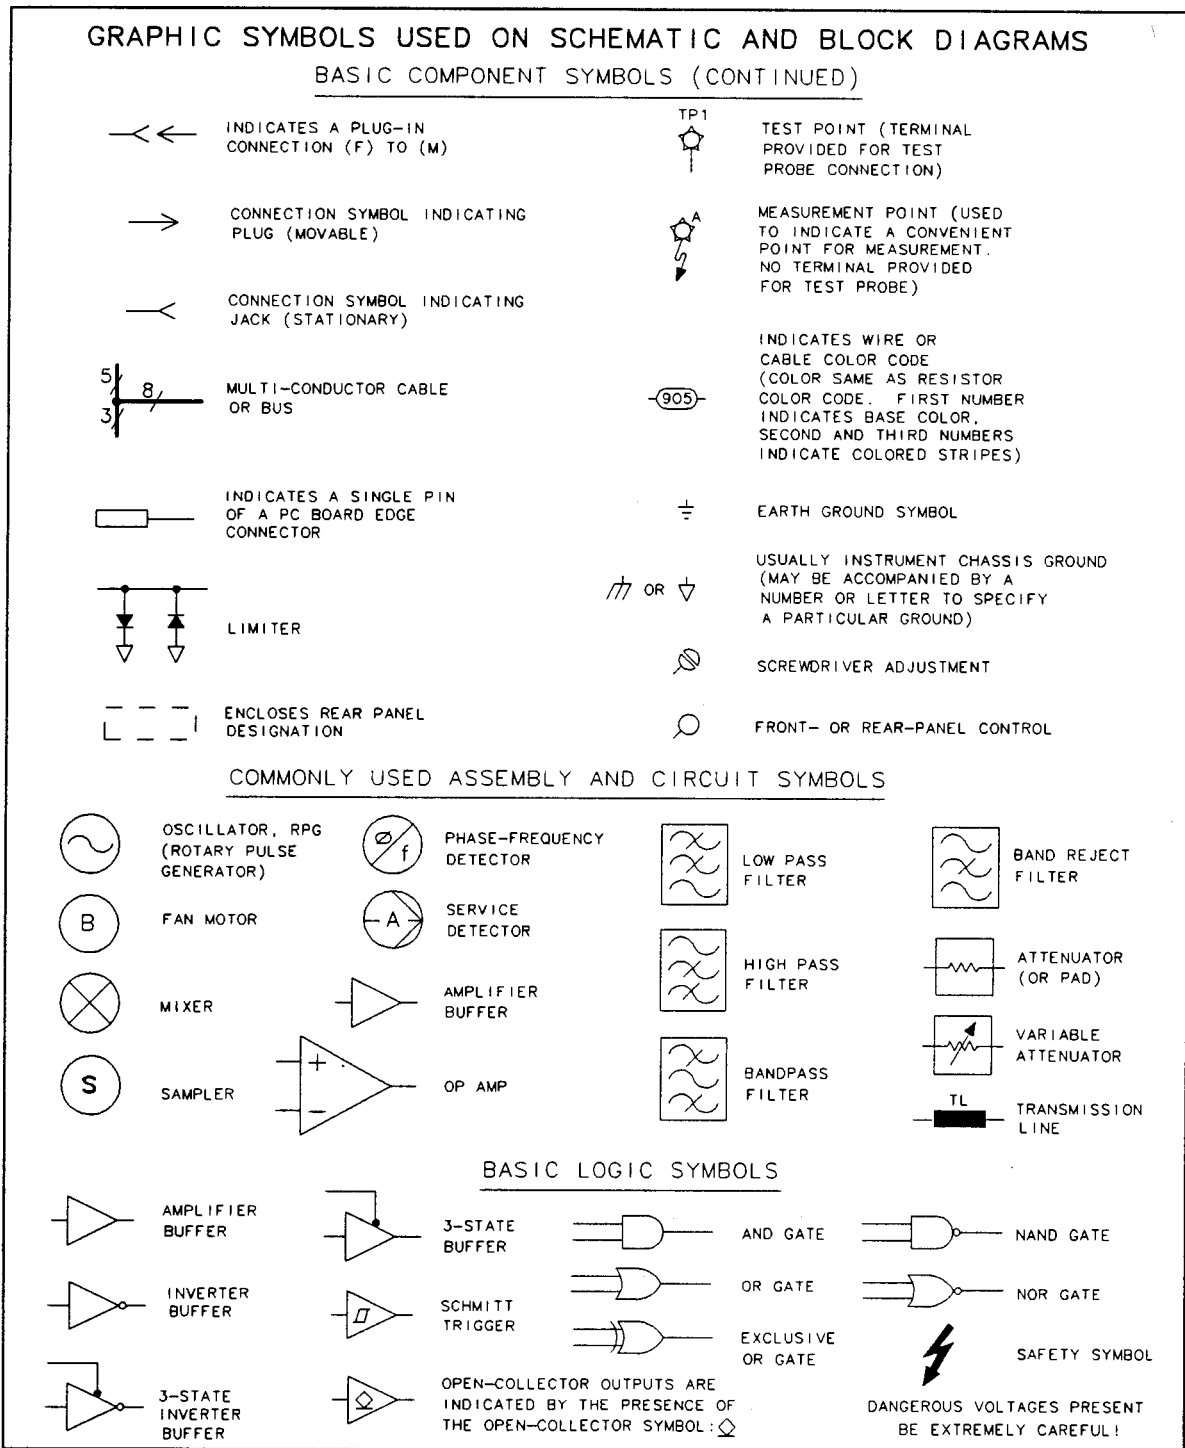 GRAPHIC SYMBOLS USED ON SCHEMATIC AND BLOCK DIAGRAMS
BASIC COMPONENT SYMBOLS (CONTINUED)
INDICATES A PLUG-IN
CONNECTION (F) TO (M)
CONNECTION SYMBOL INDICATING
PLUG (MOVABLE)
CONNECTION SYMBOL INDICATING
JACK (STATIONARY)
5
8
3
MULTI-CONDUCTOR CABLE
OR BUS
INDICATES A SINGLE PIN
OF A PC BOARD EDGE
CONNECTOR
LIMITER
ENCLOSES REAR PANEL
DESIGNATION
TP1
TEST POINT (TERMINAL
PROVIDED FOR TEST
PROBE CONNECTION)
A
MEASUREMENT POINT (USED
TO INDICATE A CONVENIENT
POINT FOR MEASUREMENT.
NO TERMINAL PROVIDED
FOR TEST PROBE)
905
INDICATES WIRE OR
CABLE COLOR CODE
(COLOR SAME AS RESISTOR
COLOR CODE. FIRST NUMBER
INDICATES BASE COLOR,
SECOND AND THIRD NUMBERS
INDICATE COLORED STRIPES)
EARTH GROUND SYMBOL
OR
USUALLY INSTRUMENT CHASSIS GROUND
(MAY BE ACCOMPANIED BY A
NUMBER OR LETTER TO SPECIFY
A PARTICULAR GROUND)
SCREWDRIVER ADJUSTMENT
FRONT- OR REAR-PANEL CONTROL
COMMONLY USED ASSEMBLY AND CIRCUIT SYMBOLS
OSCILLATOR, RPG
(ROTARY PULSE
GENERATOR)
B
FAN MOTOR
MIXER
S
SAMPLER
Ø/f
PHASE-FREQUENCY
DETECTOR
A
SERVICE
DETECTOR
AMPLIFIER
BUFFER
+
−
OP AMP
LOW PASS
FILTER
HIGH PASS
FILTER
BANDPASS
FILTER
BAND REJECT
FILTER
ATTENUATOR
(OR PAD)
VARIABLE
ATTENUATOR
TL
TRANSMISSION
LINE
BASIC LOGIC SYMBOLS
AMPLIFIER
BUFFER
INVERTER
BUFFER
3-STATE
INVERTER
BUFFER
3-STATE
BUFFER
SCHMITT
TRIGGER
OPEN-COLLECTOR OUTPUTS ARE
INDICATED BY THE PRESENCE OF
THE OPEN-COLLECTOR SYMBOL:
AND GATE
OR GATE
EXCLUSIVE
OR GATE
NAND GATE
NOR GATE
SAFETY SYMBOL
DANGEROUS VOLTAGES PRESENT
BE EXTREMELY CAREFUL!